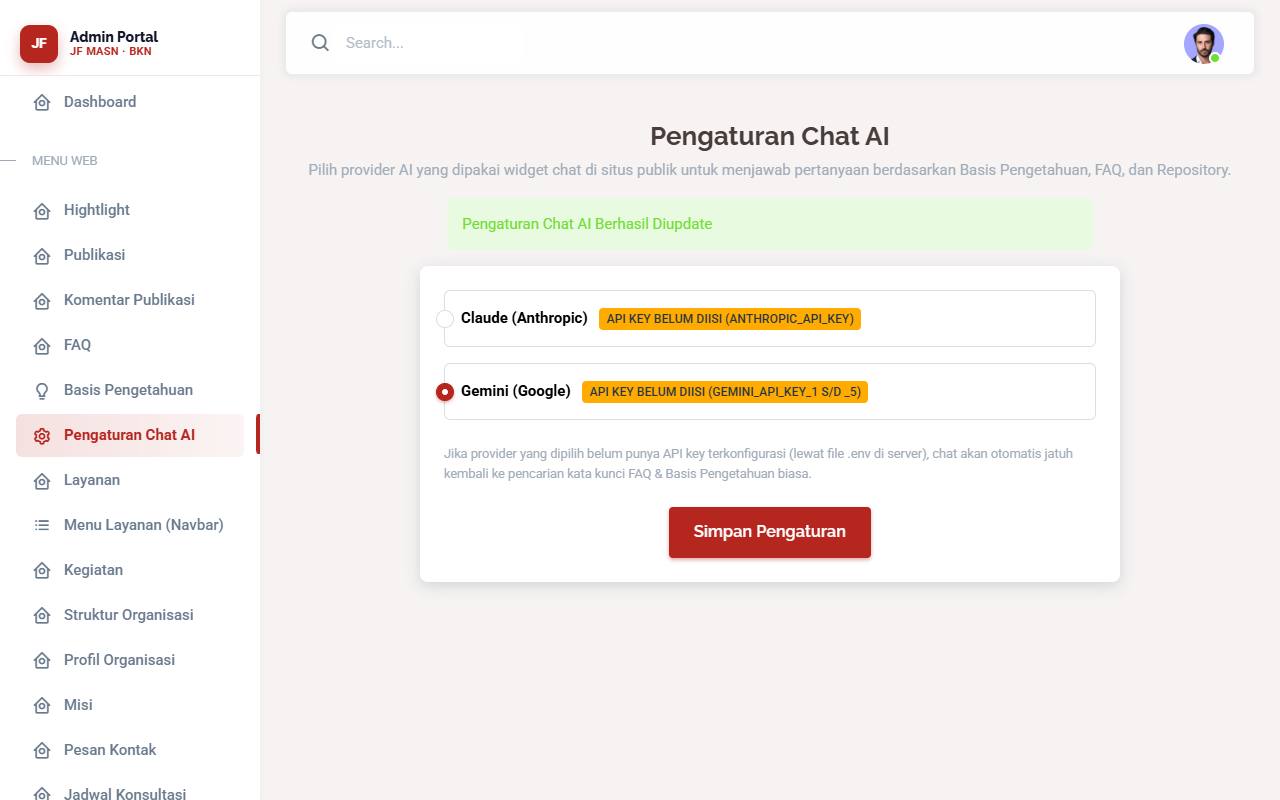 JF
Admin Portal
JF MASN · BKN
Search...
Dashboard
MENU WEB
Hightlight
Publikasi
Komentar Publikasi
FAQ
Basis Pengetahuan
Pengaturan Chat AI
Layanan
Menu Layanan (Navbar)
Kegiatan
Struktur Organisasi
Profil Organisasi
Misi
Pesan Kontak
Jadwal Konsultasi
Pengaturan Chat AI
Pilih provider AI yang dipakai widget chat di situs publik untuk menjawab pertanyaan berdasarkan Basis Pengetahuan, FAQ, dan Repository.
Pengaturan Chat AI Berhasil Diupdate
Claude (Anthropic) API KEY BELUM DIISI (ANTHROPIC_API_KEY)
Gemini (Google) API KEY BELUM DIISI (GEMINI_API_KEY_1 S/D _5)
Jika provider yang dipilih belum punya API key terkonfigurasi (lewat file .env di server), chat akan otomatis jatuh
kembali ke pencarian kata kunci FAQ & Basis Pengetahuan biasa.
Simpan Pengaturan